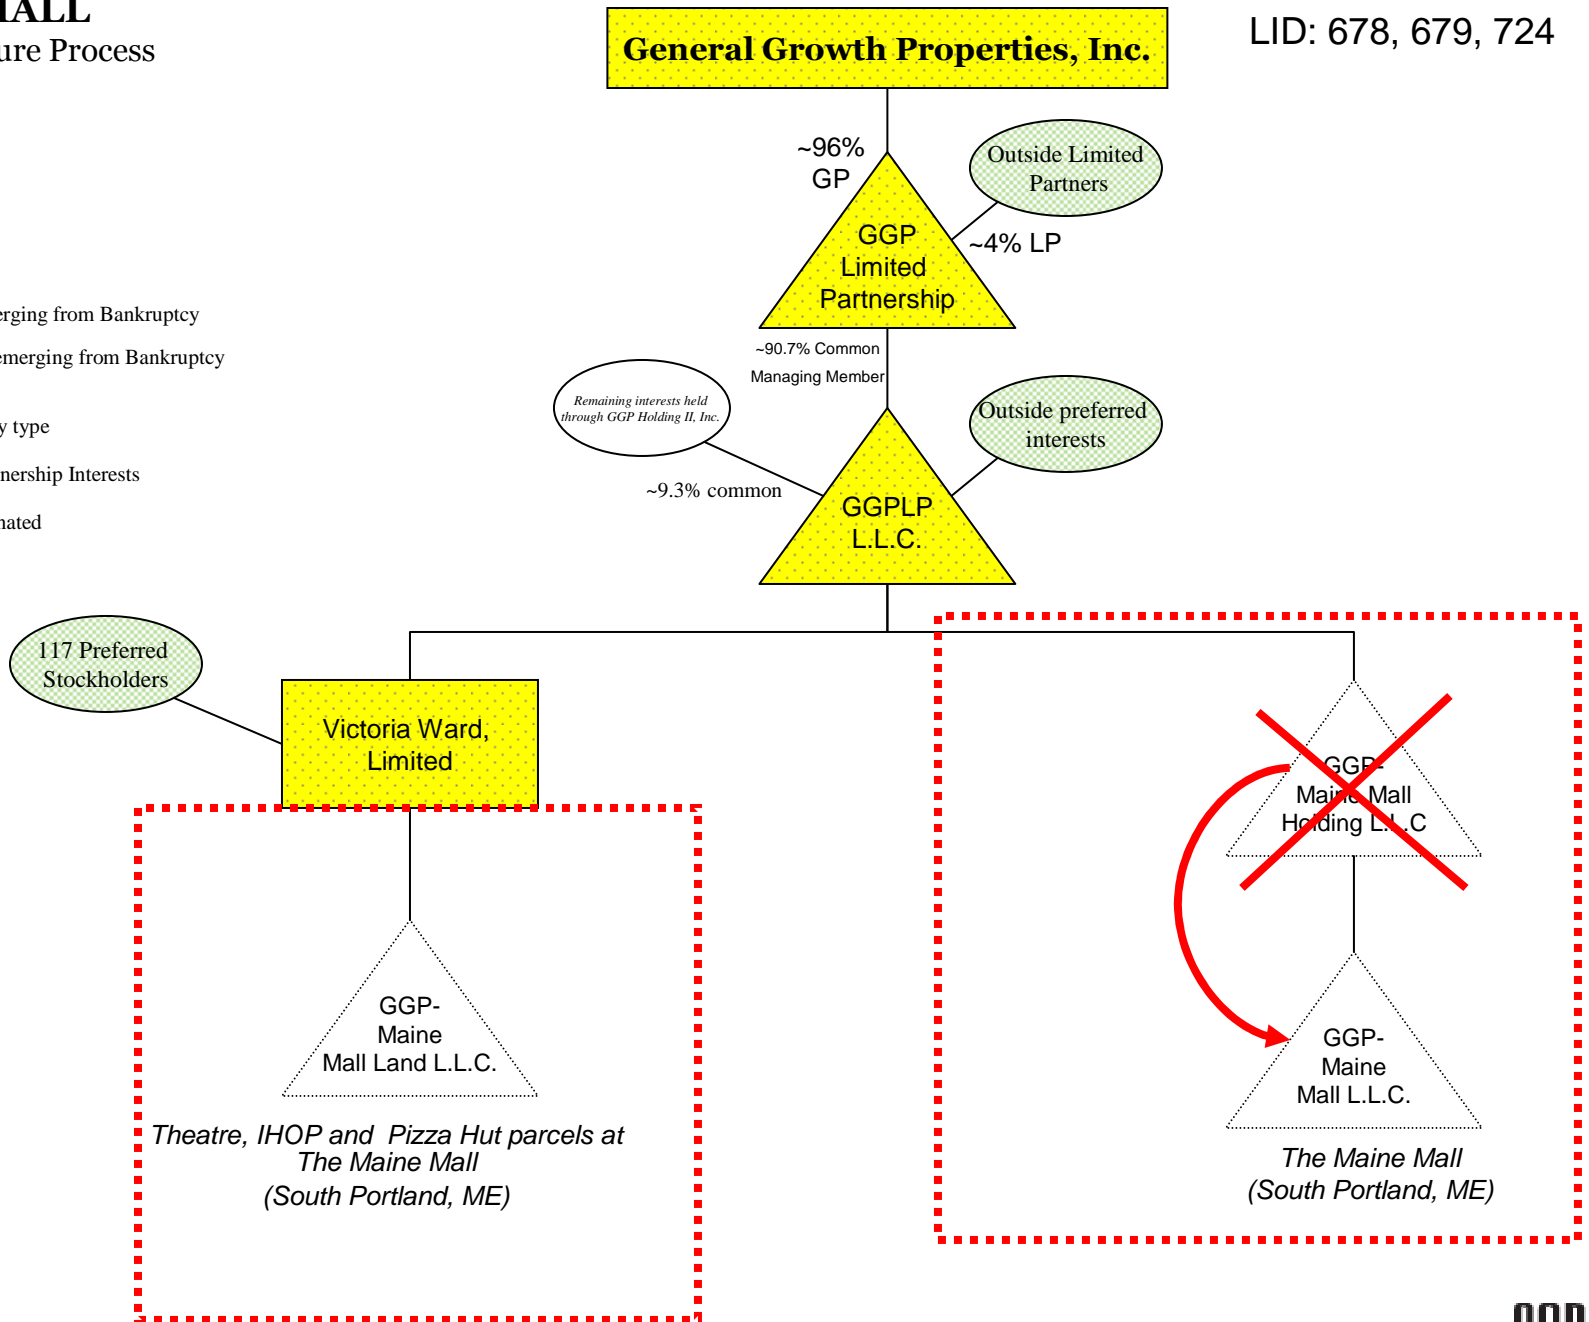 MALL
ure Process
LID: 678, 679, 724
General Growth Properties, Inc.
~96%
GP
Outside Limited
Partners
GGP
Limited
Partnership
~4% LP
erging from Bankruptcy
emerging from Bankruptcy
y type
nership Interests
nated
~90.7% Common
Managing Member
Remaining interests held
through GGP Holding II, Inc.
Outside preferred
interests
~9.3% common
GGPLP
L.L.C.
117 Preferred
Stockholders
Victoria Ward,
Limited
GGP-
Maine Mall
Holding L.L.C
GGP-
Maine
Mall Land L.L.C.
Theatre, IHOP and Pizza Hut parcels at
The Maine Mall
(South Portland, ME)
GGP-
Maine
Mall L.L.C.
The Maine Mall
(South Portland, ME)